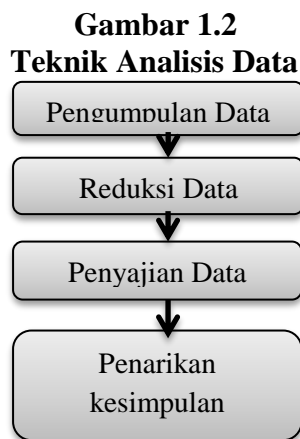 Gambar 1.2
Teknik Analisis Data
Pengumpulan Data
Reduksi Data
Penyajian Data
Penarikan
kesimpulan